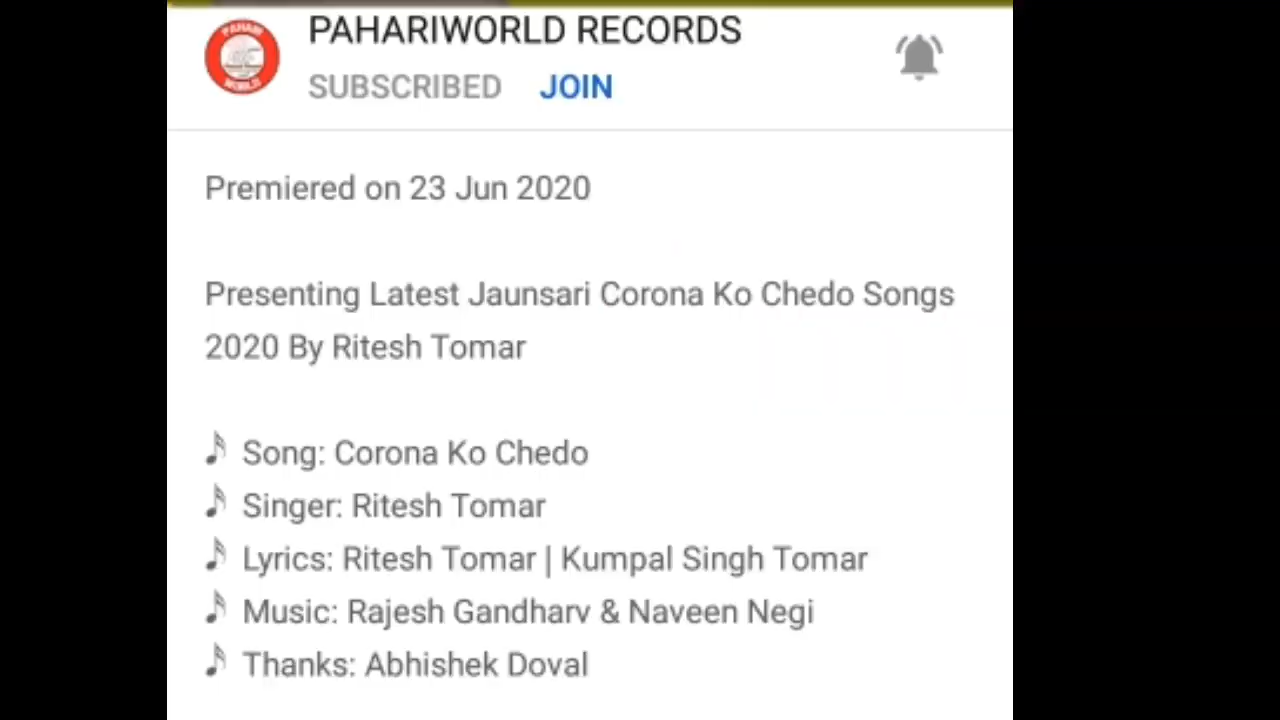 PAHARI
WORLD
PAHARIWORLD RECORDS
SUBSCRIBED JOIN
Premiered on 23 Jun 2020
Presenting Latest Jaunsari Corona Ko Chedo Songs
2020 By Ritesh Tomar
Song: Corona Ko Chedo
Singer: Ritesh Tomar
Lyrics: Ritesh Tomar | Kumpal Singh Tomar
Music: Rajesh Gandharv & Naveen Negi
Thanks: Abhishek Doval